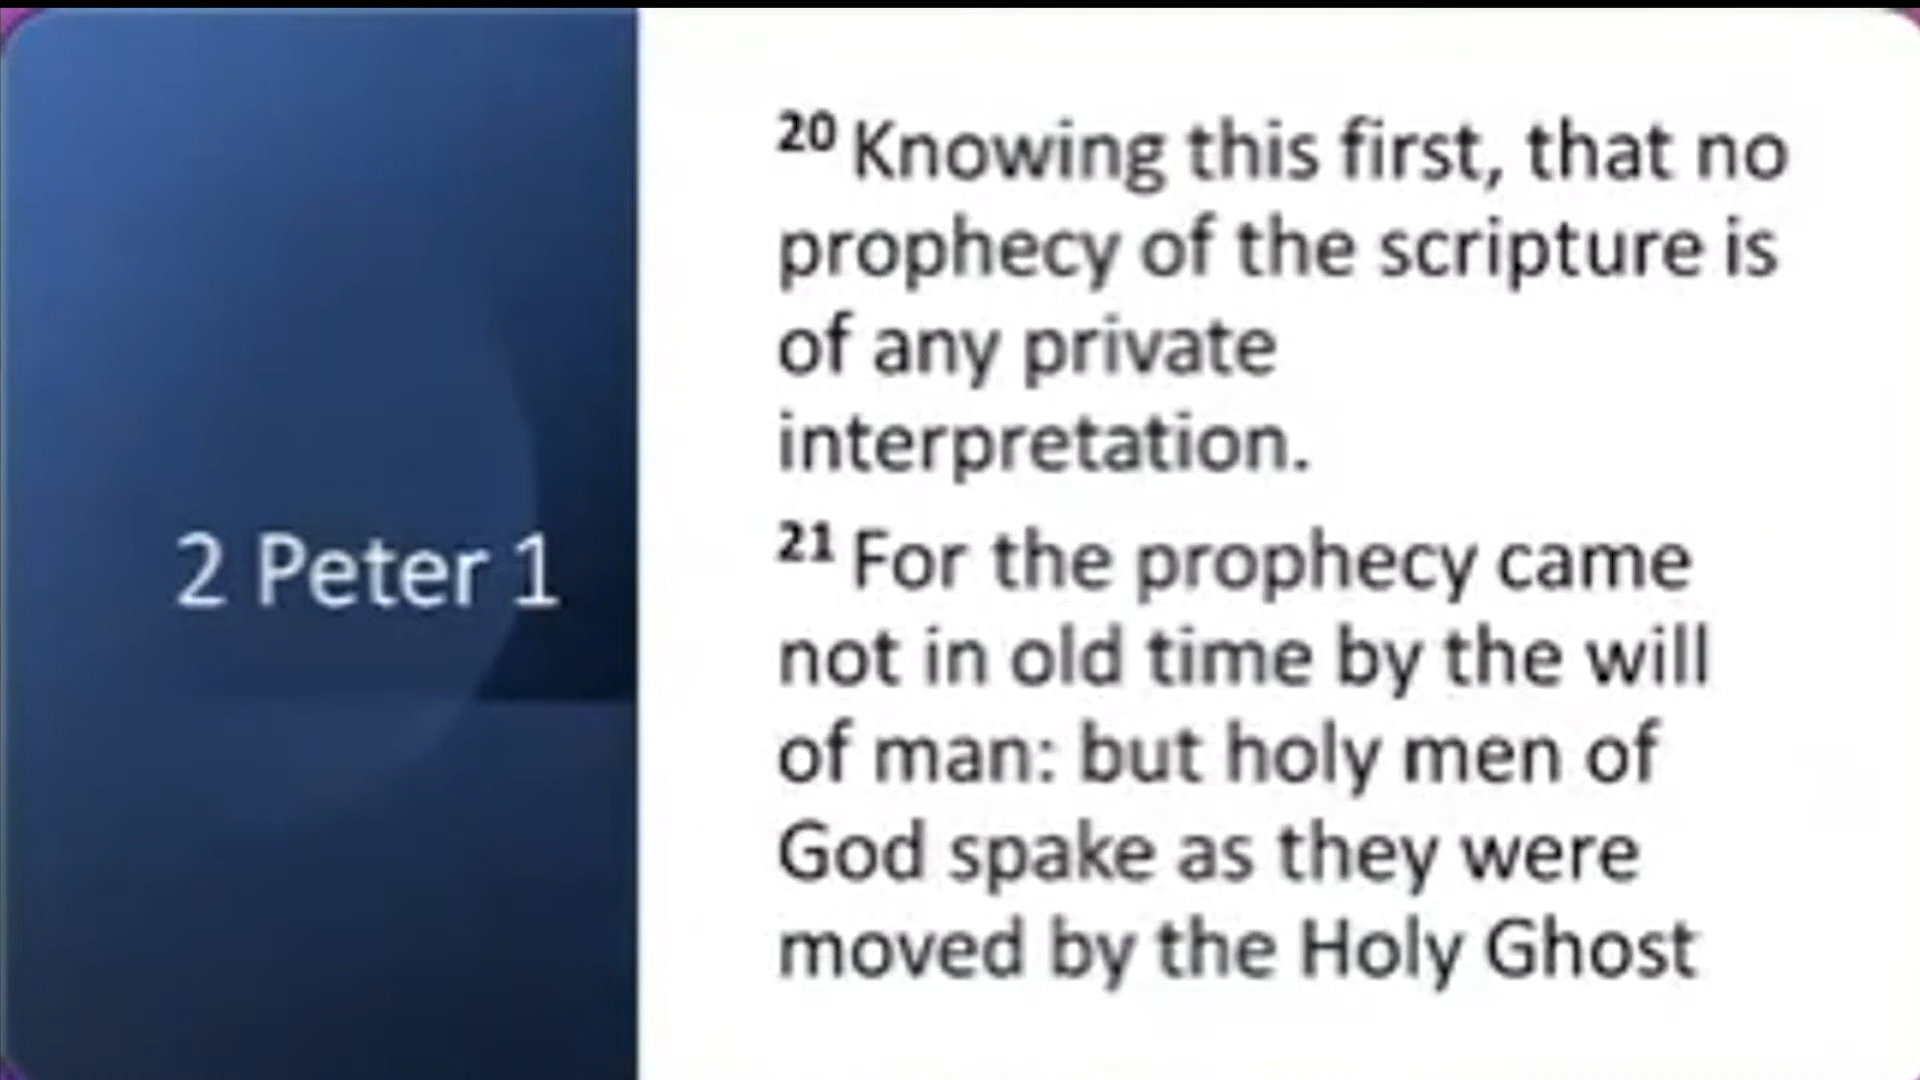 2 Peter 1
20 Knowing this first, that no
prophecy of the scripture is
of any private
interpretation.
21 For the prophecy came
not in old time by the will
of man: but holy men of
God spake as they were
moved by the Holy Ghost